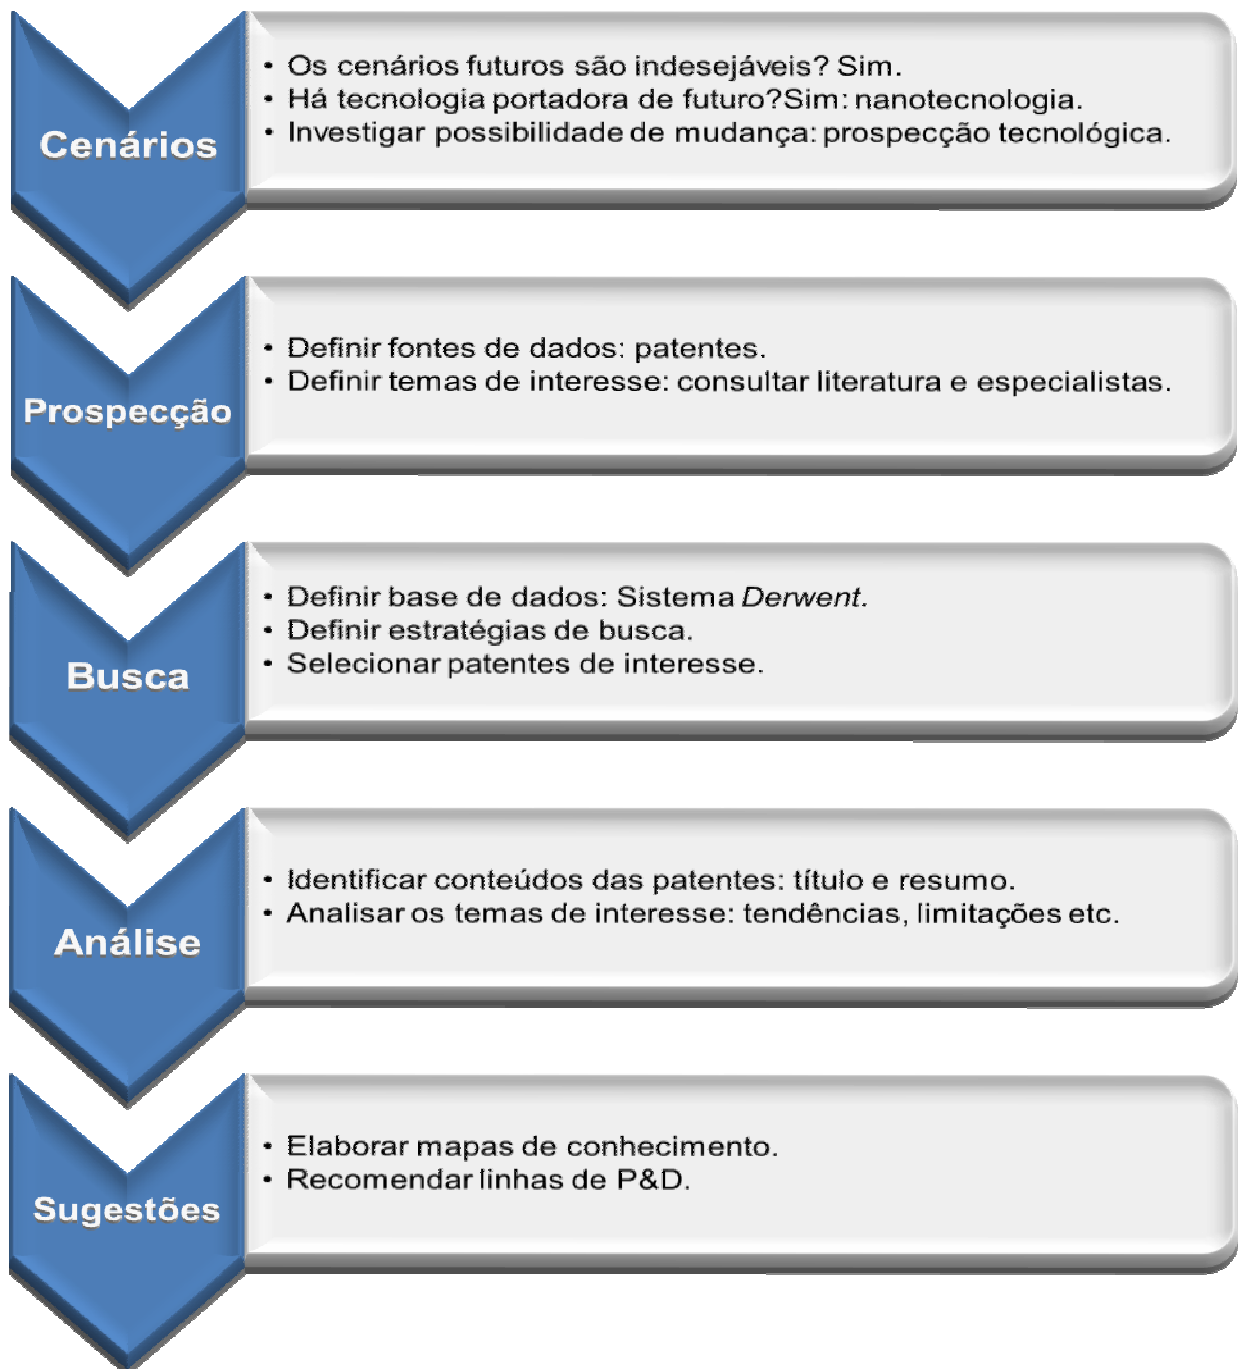 Cenários
• Os cenários futuros são indesejáveis? Sim.
• Há tecnologia portadora de futuro?Sim: nanotecnologia.
• Investigar possibilidade de mudança: prospecção tecnológica.
Prospecção
• Definir fontes de dados: patentes.
• Definir temas de interesse: consultar literatura e especialistas.
Busca
• Definir base de dados: Sistema Derwent.
• Definir estratégias de busca.
• Selecionar patentes de interesse.
Análise
• Identificar conteúdos das patentes: título e resumo.
• Analisar os temas de interesse: tendências, limitações etc.
Sugestões
• Elaborar mapas de conhecimento.
• Recomendar linhas de P&D.